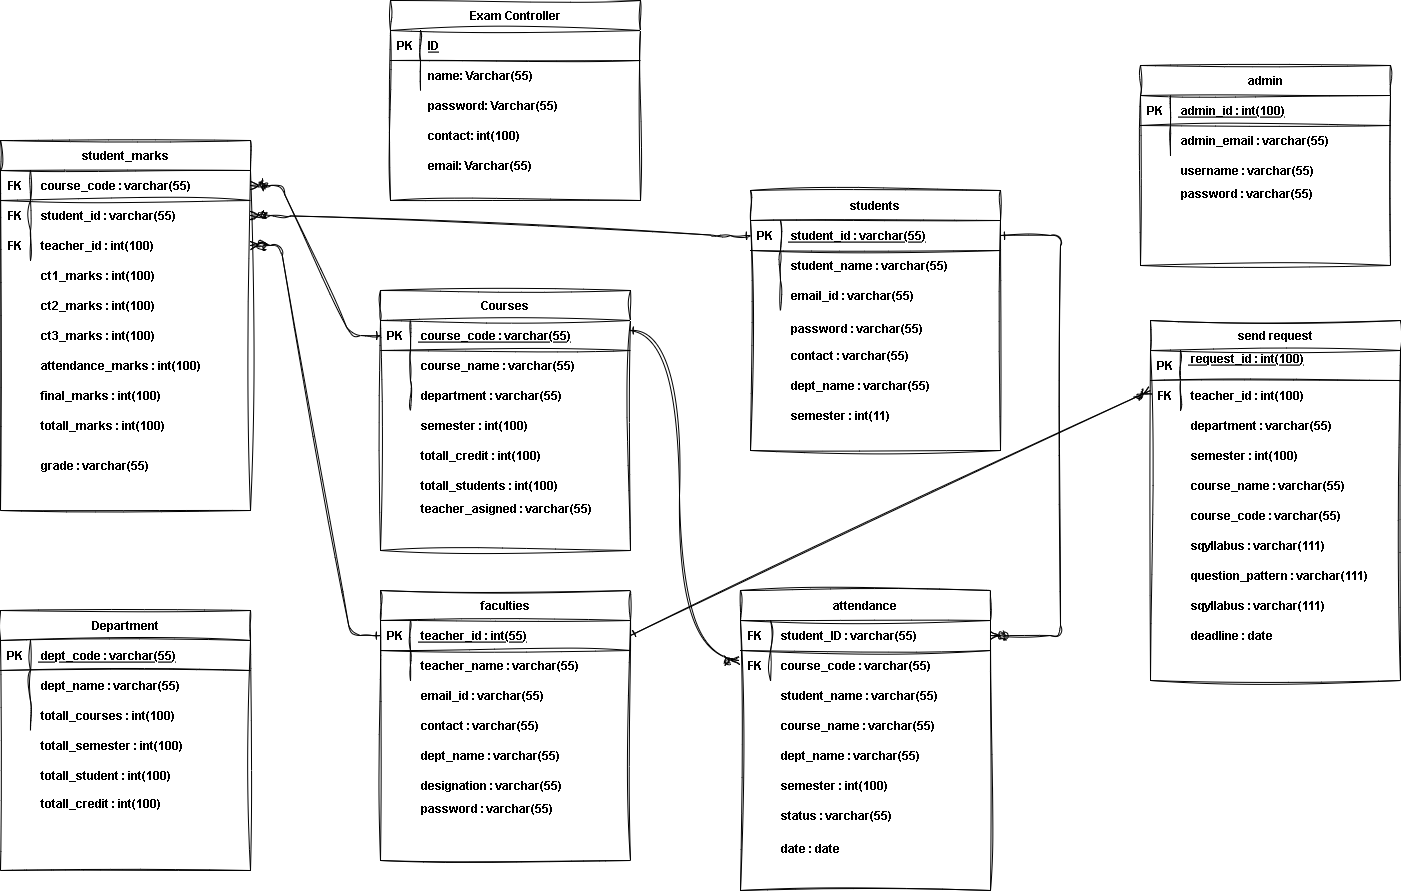 Exam Controller
PK ID
name: Varchar(55)
password: Varchar(55)
contact: int(100)
email: Varchar(55)
admin
PK admin_id : int(100)
admin_email : varchar(55)
username : varchar(55)
password : varchar(55)
student_marks
FK course_code : varchar(55)
FK student_id : varchar(55)
FK teacher_id : int(100)
ct1_marks : int(100)
ct2_marks : int(100)
ct3_marks : int(100)
attendance_marks : int(100)
final_marks : int(100)
totall_marks : int(100)
grade : varchar(55)
students
PK student_id : varchar(55)
student_name : varchar(55)
email_id : varchar(55)
password : varchar(55)
contact : varchar(55)
dept_name : varchar(55)
semester : int(11)
Courses
PK course_code : varchar(55)
course_name : varchar(55)
department : varchar(55)
semester : int(100)
totall_credit : int(100)
totall_students : int(100)
teacher_asigned : varchar(55)
send request
PK request_id : int(100)
FK teacher_id : int(100)
department : varchar(55)
semester : int(100)
course_name : varchar(55)
course_code : varchar(55)
sqyllabus : varchar(111)
question_pattern : varchar(111)
sqyllabus : varchar(111)
deadline : date
Department
PK dept_code : varchar(55)
dept_name : varchar(55)
totall_courses : int(100)
totall_semester : int(100)
totall_student : int(100)
totall_credit : int(100)
faculties
PK teacher_id : int(55)
teacher_name : varchar(55)
email_id : varchar(55)
contact : varchar(55)
dept_name : varchar(55)
designation : varchar(55)
password : varchar(55)
attendance
FK student_ID : varchar(55)
FK course_code : varchar(55)
student_name : varchar(55)
course_name : varchar(55)
dept_name : varchar(55)
semester : int(100)
status : varchar(55)
date : date